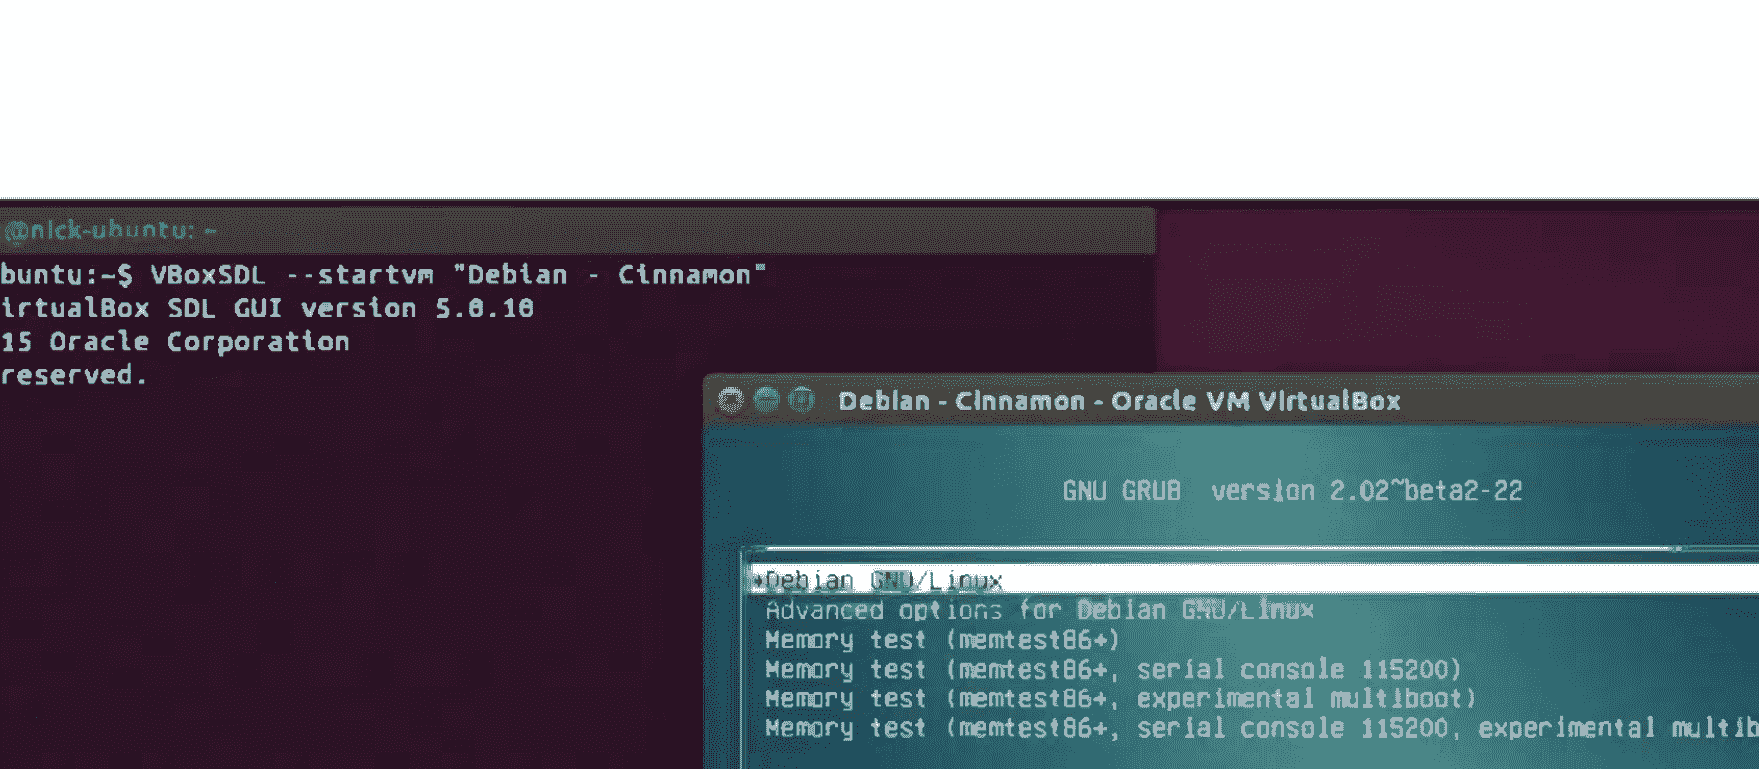 @nick-ubuntu: ~
buntu:~$ VBoxSDL --startvm "Debian - Cinnamon"
irtualBox SDL GUI version 5.0.10
15 Oracle Corporation
reserved.
Debian - Cinnamon - Oracle VM VirtualBox
GNU GRUB version 2.02~beta2-22
*Debian GNU/Linux
Advanced options for Debian GNU/Linux
Memory test (memtest86+)
Memory test (memtest86+, serial console 115200)
Memory test (memtest86+, experimental multiboot)
Memory test (memtest86+, serial console 115200, experimental multib